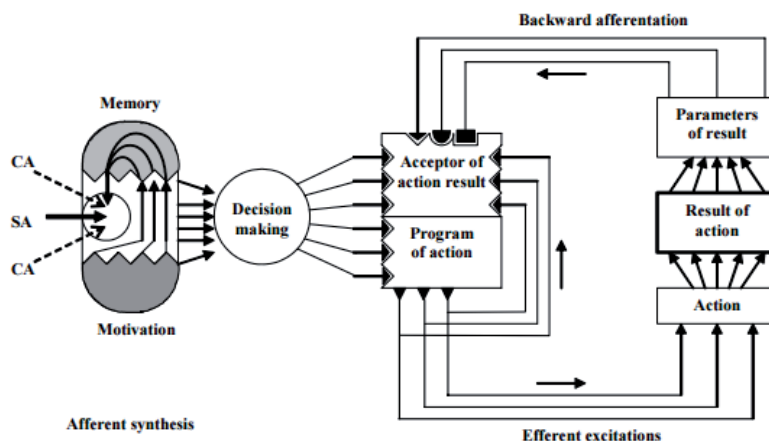 Backward afferentation
Memory
Parameters
of result
CA
Acceptor of
action result
SA
Decision
making
Result of
action
Program
of action
CA
Action
Motivation
Afferent synthesis
Efferent excitations